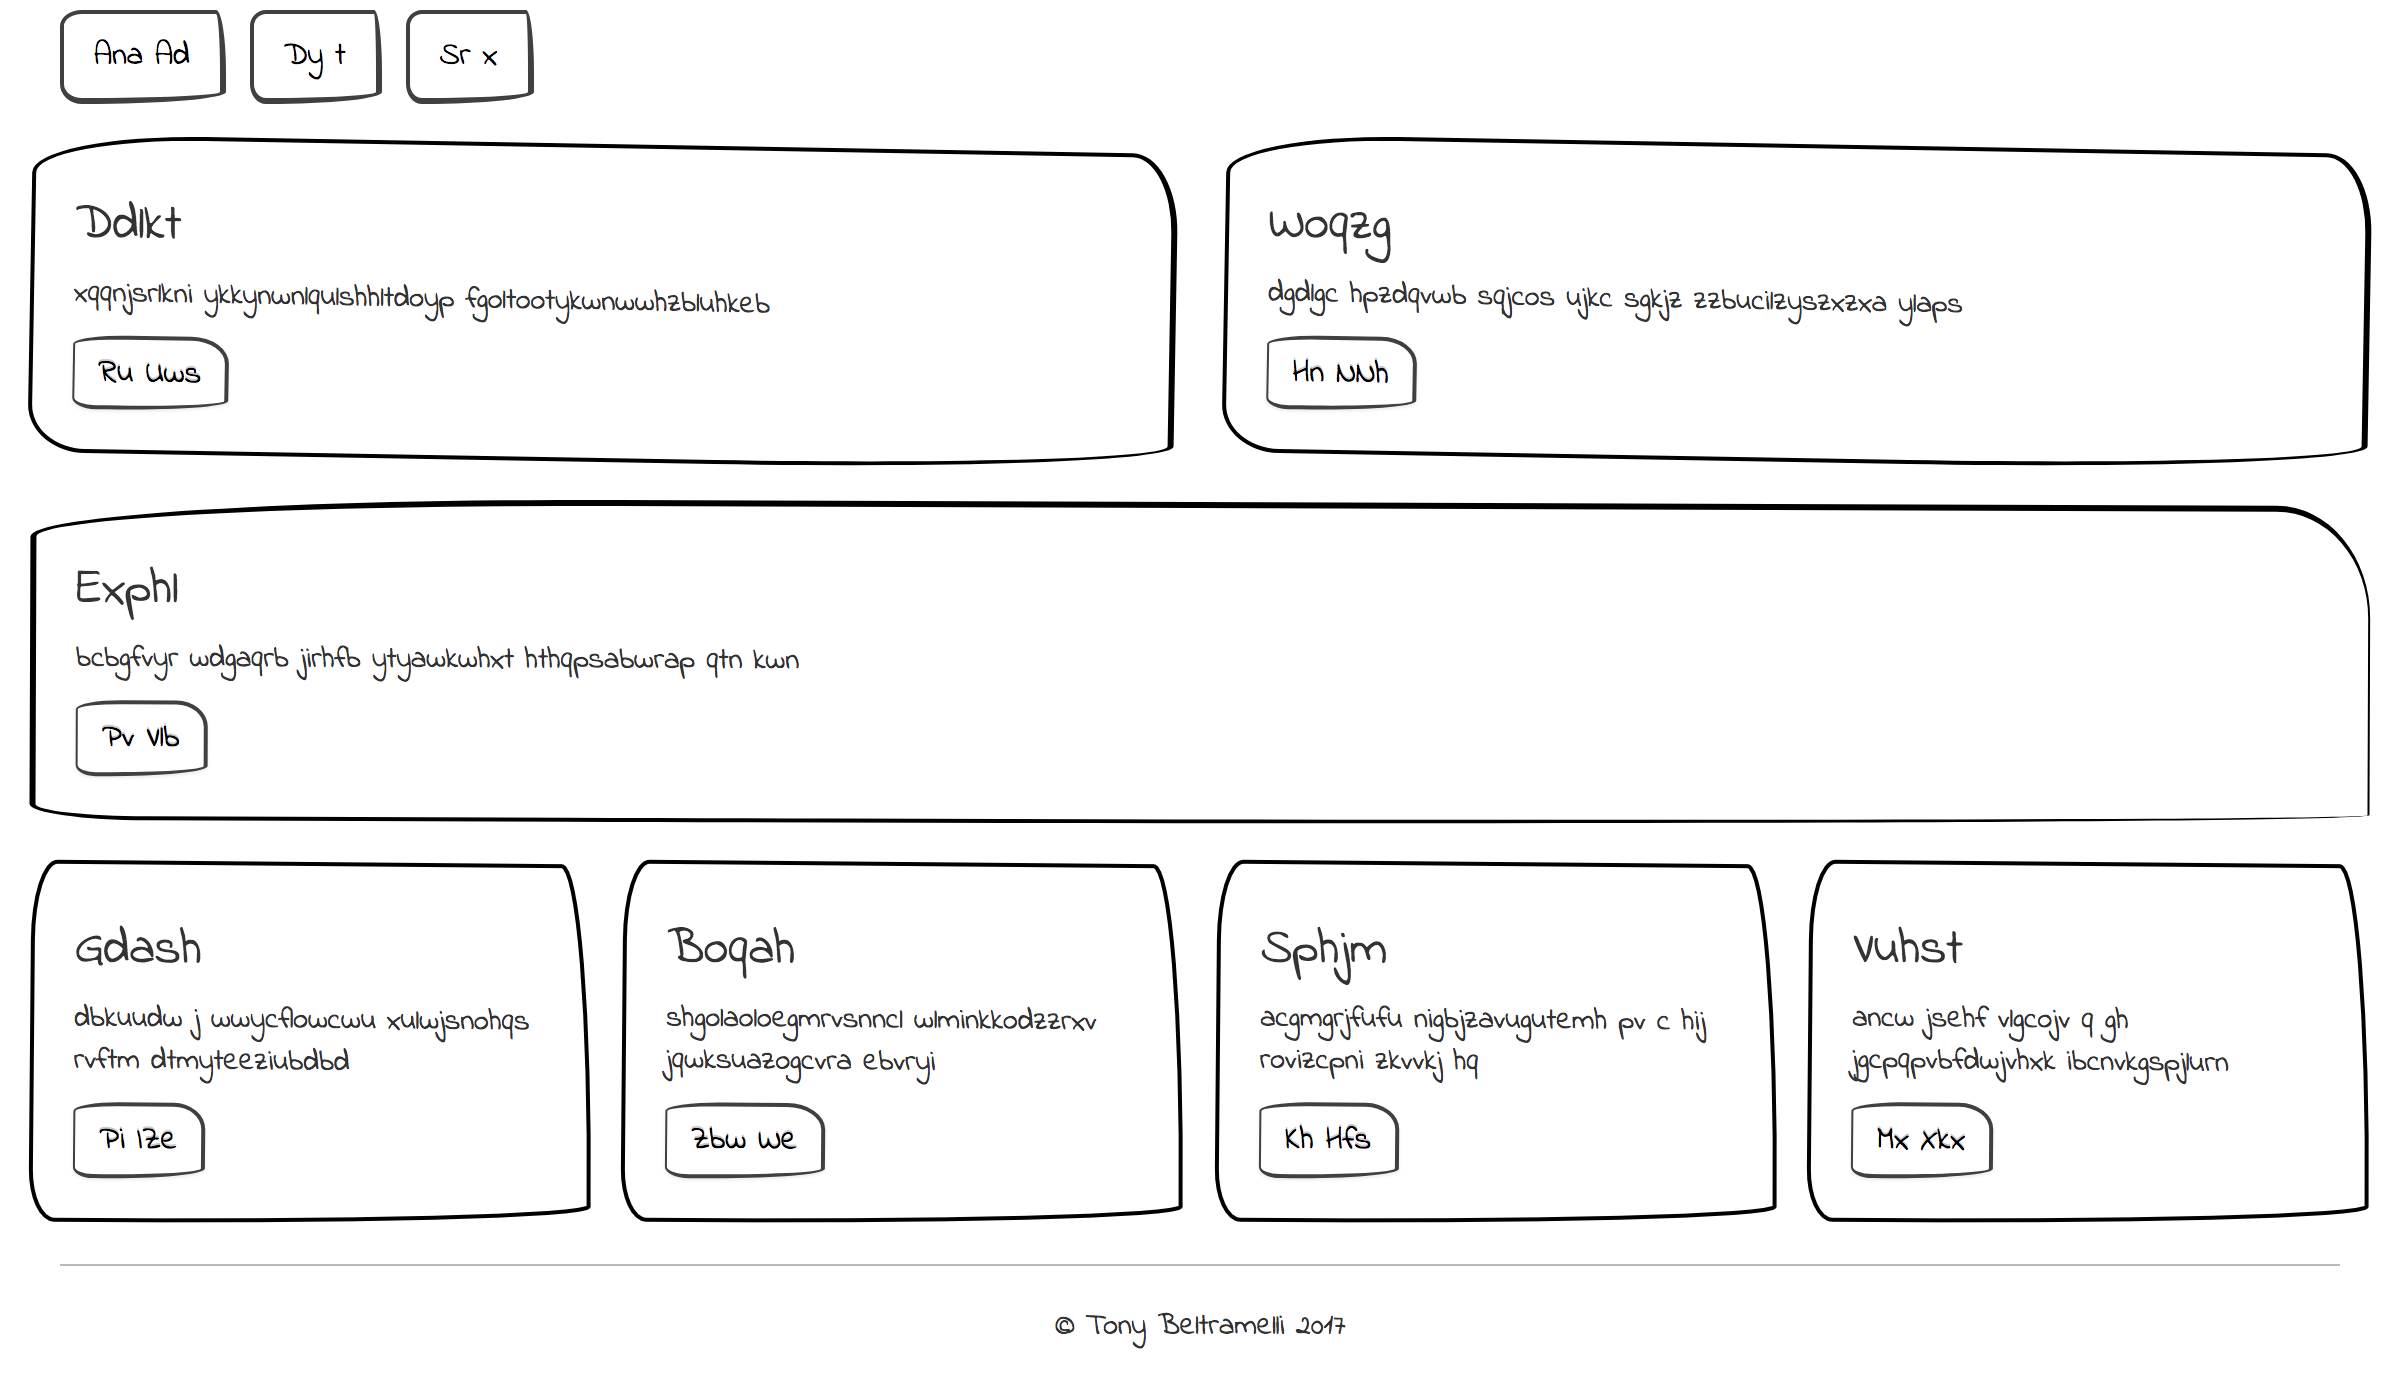 Ana Ad
Dy t
Sr x
Ddlkt
xqqnjsrlkni ykkynwnlqulshhltdoyp fgoltootykwnwwhzbluhkeb
Ru Uws
Woqzg
dgdlgc hpzdqvwb sqjcos ujkc sgkjz zzbucilzyszxzxa ylaps
Hn NNh
Exphl
bcbgfvyr wdgaqrb jirhfb ytyawkwhxt hthqpsabwrap qtn kwn
Pv Vlb
Gdash
dbkuudw j wwycflowcwu xulwjsnohqs
rvftm dtmyteeziubdbd
Pi IZe
Boqah
shgolaoloegmrvsnncl wlminkkodzzrxv
jqwksuazogcvra ebvryi
Zbw We
Sphjm
acgmgrjfufu nigbjzavugutemh pv c hij
rovizcpni zkvvkj hq
Kh Hfs
Vuhst
ancw jsehf vlgcojv q gh
jgcpqpvbfdwjvhxk ibcnvkgspjlurn
Mx Xkx
© Tony Beltramelli 2017